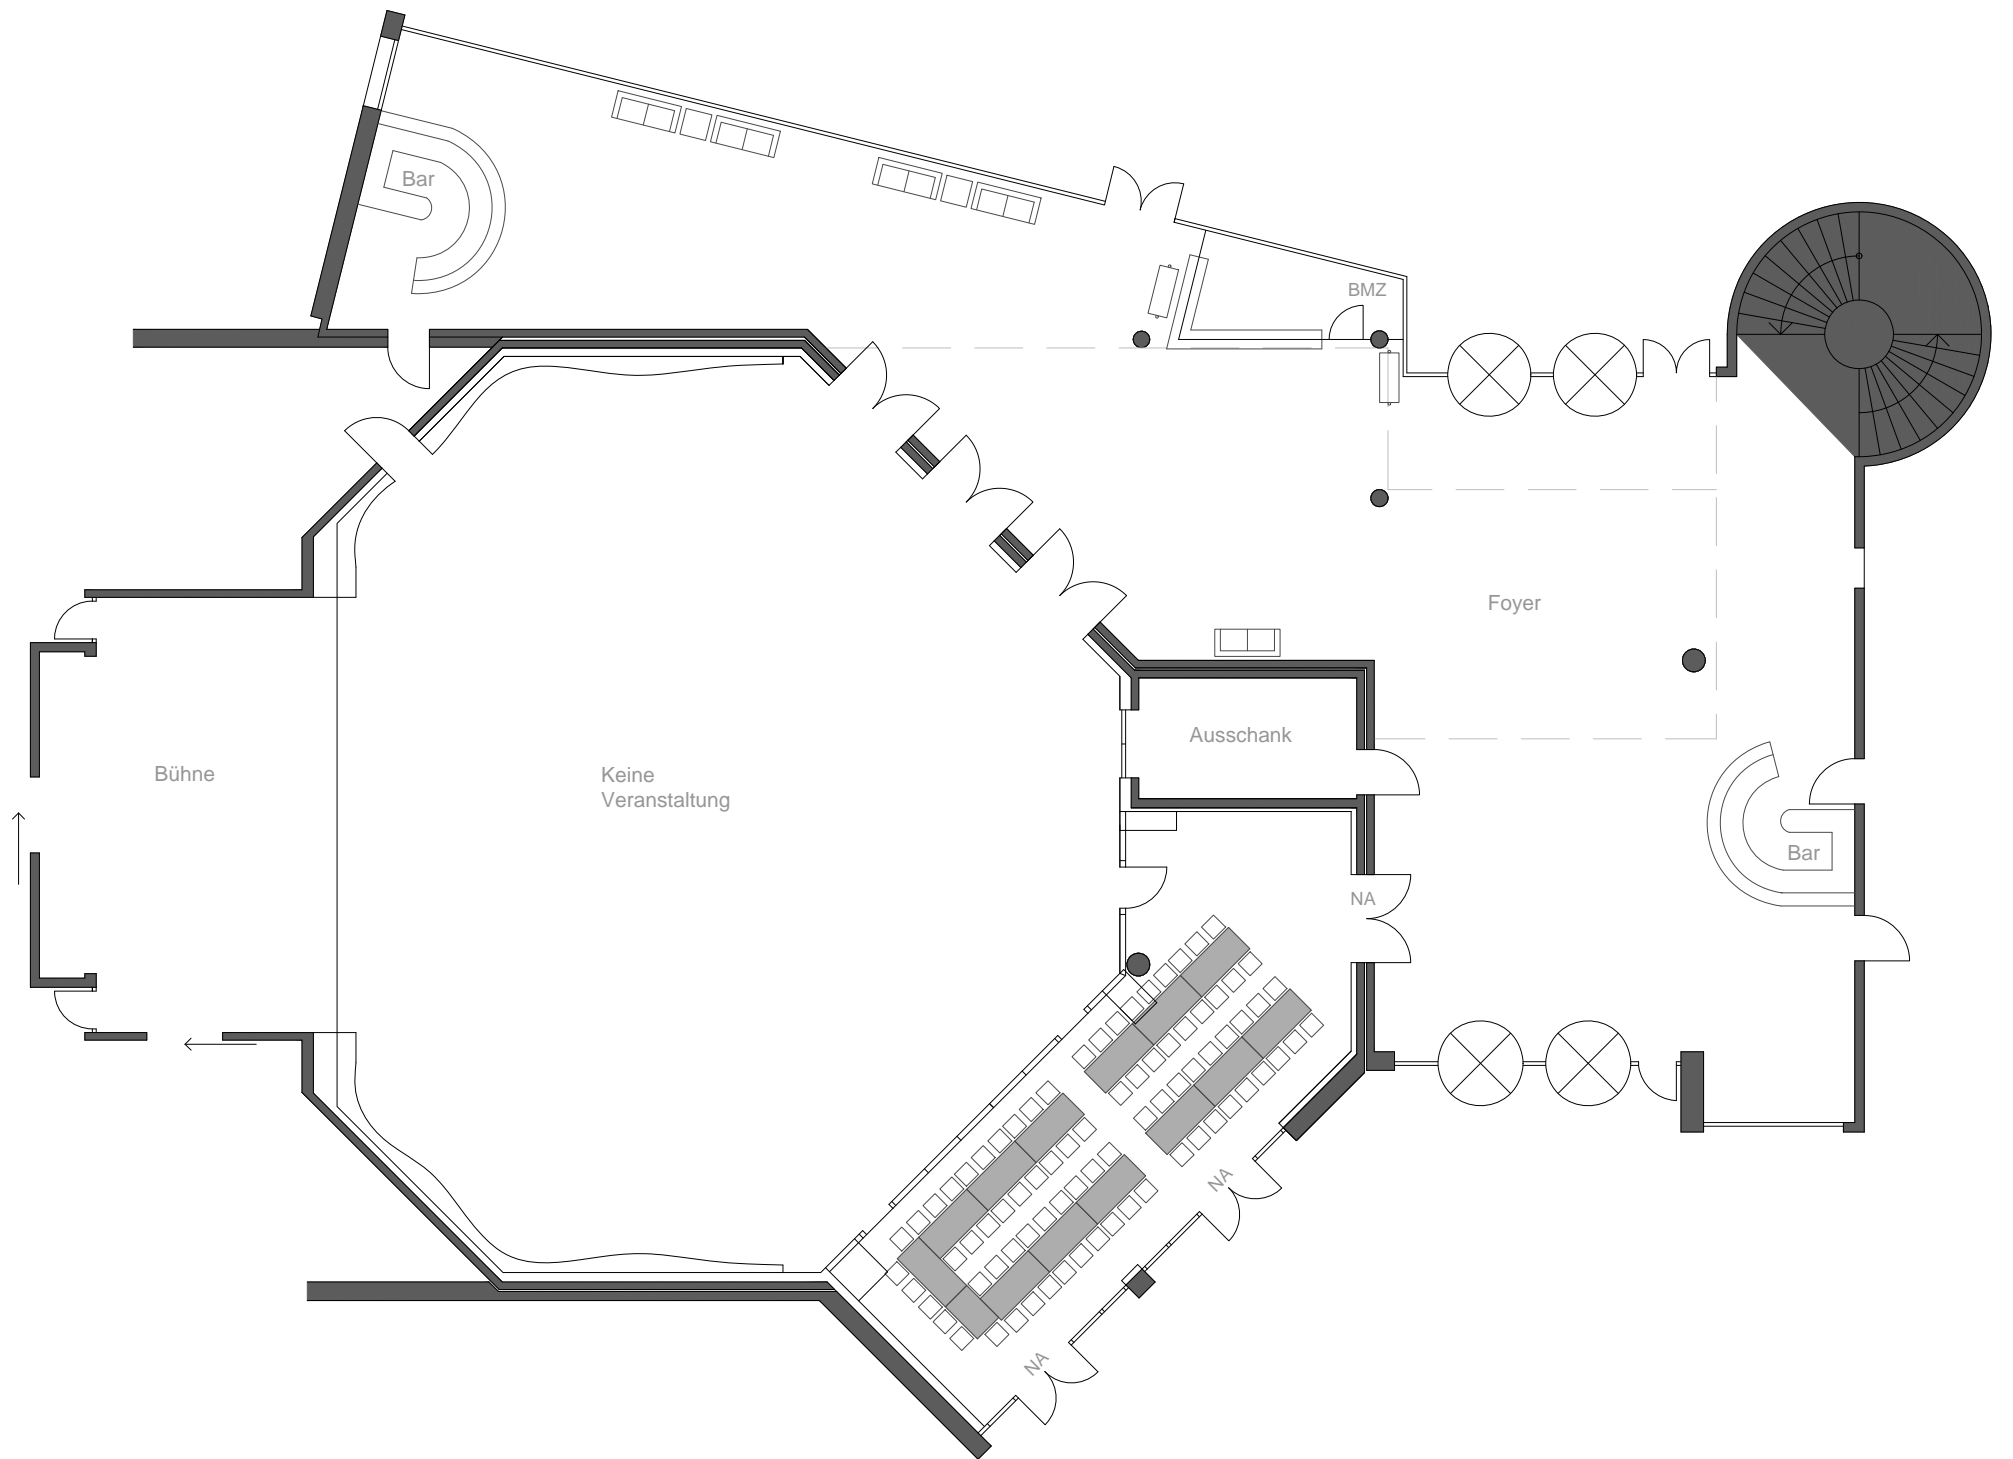 Bar
BMZ
Foyer
Ausschank
Bühne
Keine
Veranstaltung
Bar
NA
NA
NA